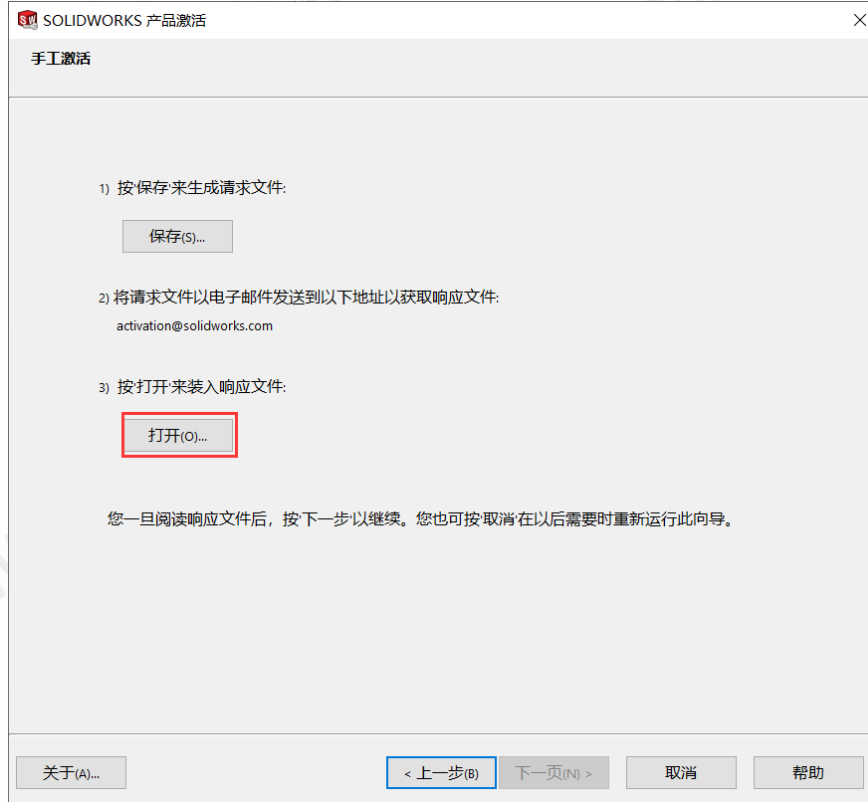 SOLIDWORKS 产品激活
手工激活
1) 按'保存'来生成请求文件:
保存(S)...
2) 将请求文件以电子邮件发送到以下地址以获取响应文件:
activation@solidworks.com
3) 按'打开'来装入响应文件:
打开(O)...
您一旦阅读响应文件后，按'下一步'以继续。您也可按'取消'在以后需要时重新运行此向导。
关于(A)...
< 上一步(B)
下一页(N) >
取消
帮助